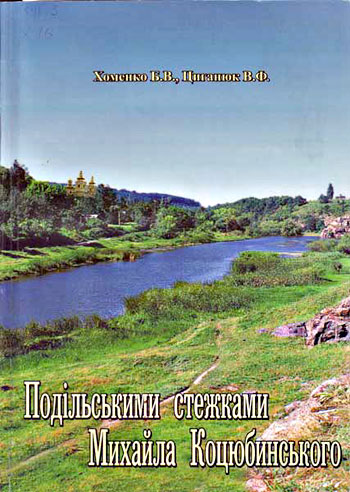 Хоменко Б.В., Циганюк В.Ф.
Подільськими стежками
Михайла Коцюбинського